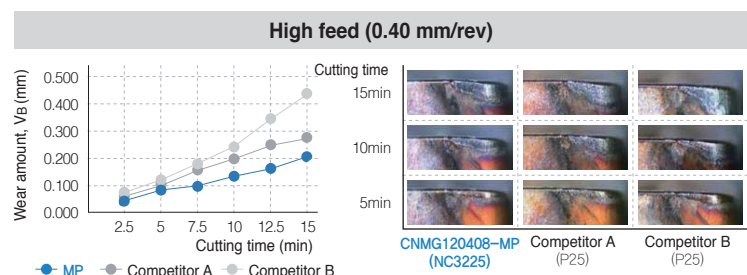 High feed (0.40 mm/rev)
Wear amount, VB (mm)
0.500
0.400
0.300
0.200
0.100
0.000
2.5 5 7.5 10 12.5 15
Cutting time (min)
MP Competitor A Competitor B
Cutting time
15min
10min
5min
CNMG120408-MP Competitor A Competitor B
(NC3225) (P25) (P25)